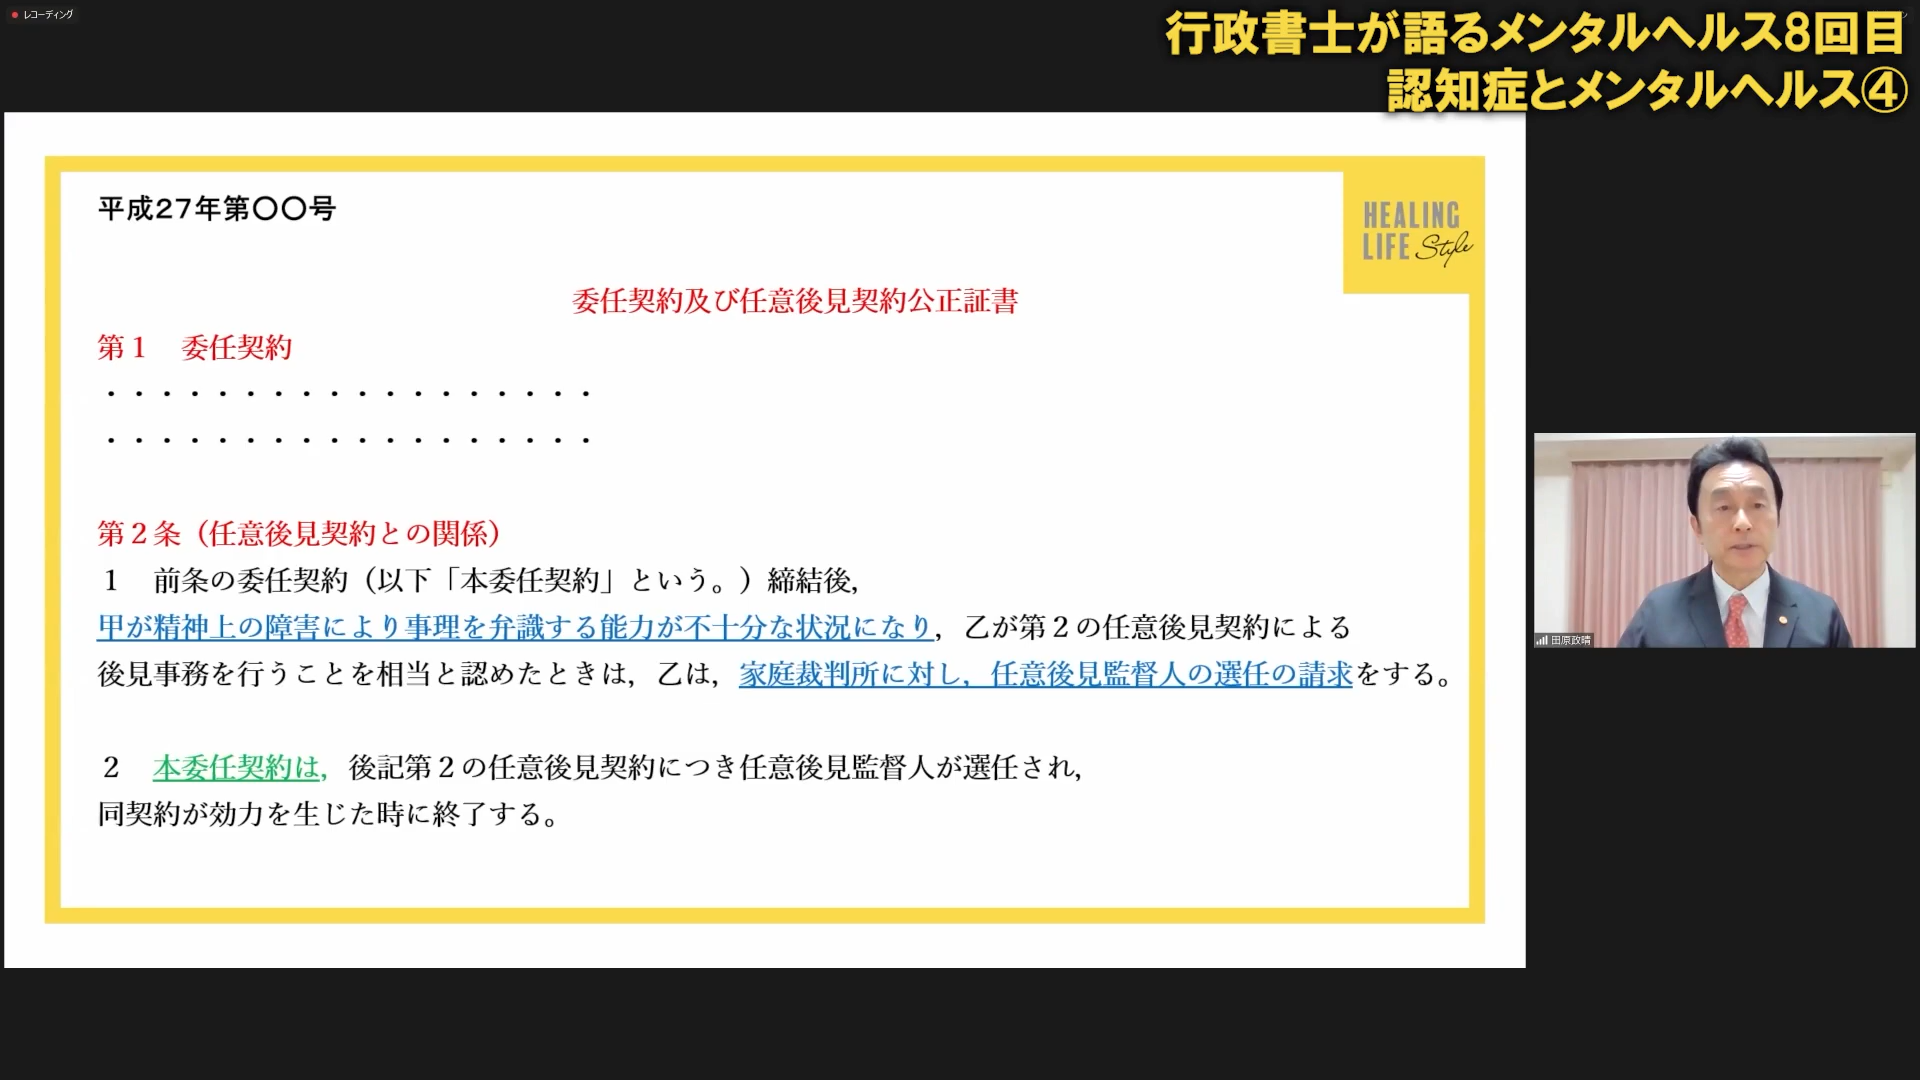 レコーディング
行政書士が語るメンタルヘルス8回目
認知症とメンタルヘルス④
平成27年第〇〇号
HEALING
LIFE Style
委任契約及び任意後見契約公正証書
第１　委任契約
・・・・・・・・・・・・・・・・・・
・・・・・・・・・・・・・・・・・・
第２条（任意後見契約との関係）
１　前条の委任契約（以下「本委任契約」という。）締結後，
甲が精神上の障害により事理を弁識する能力が不十分な状況になり，乙が第２の任意後見契約による
後見事務を行うことを相当と認めたときは，乙は，家庭裁判所に対し，任意後見監督人の選任の請求をする。
２　本委任契約は，後記第２の任意後見契約につき任意後見監督人が選任され，
同契約が効力を生じた時に終了する。
田原政晴